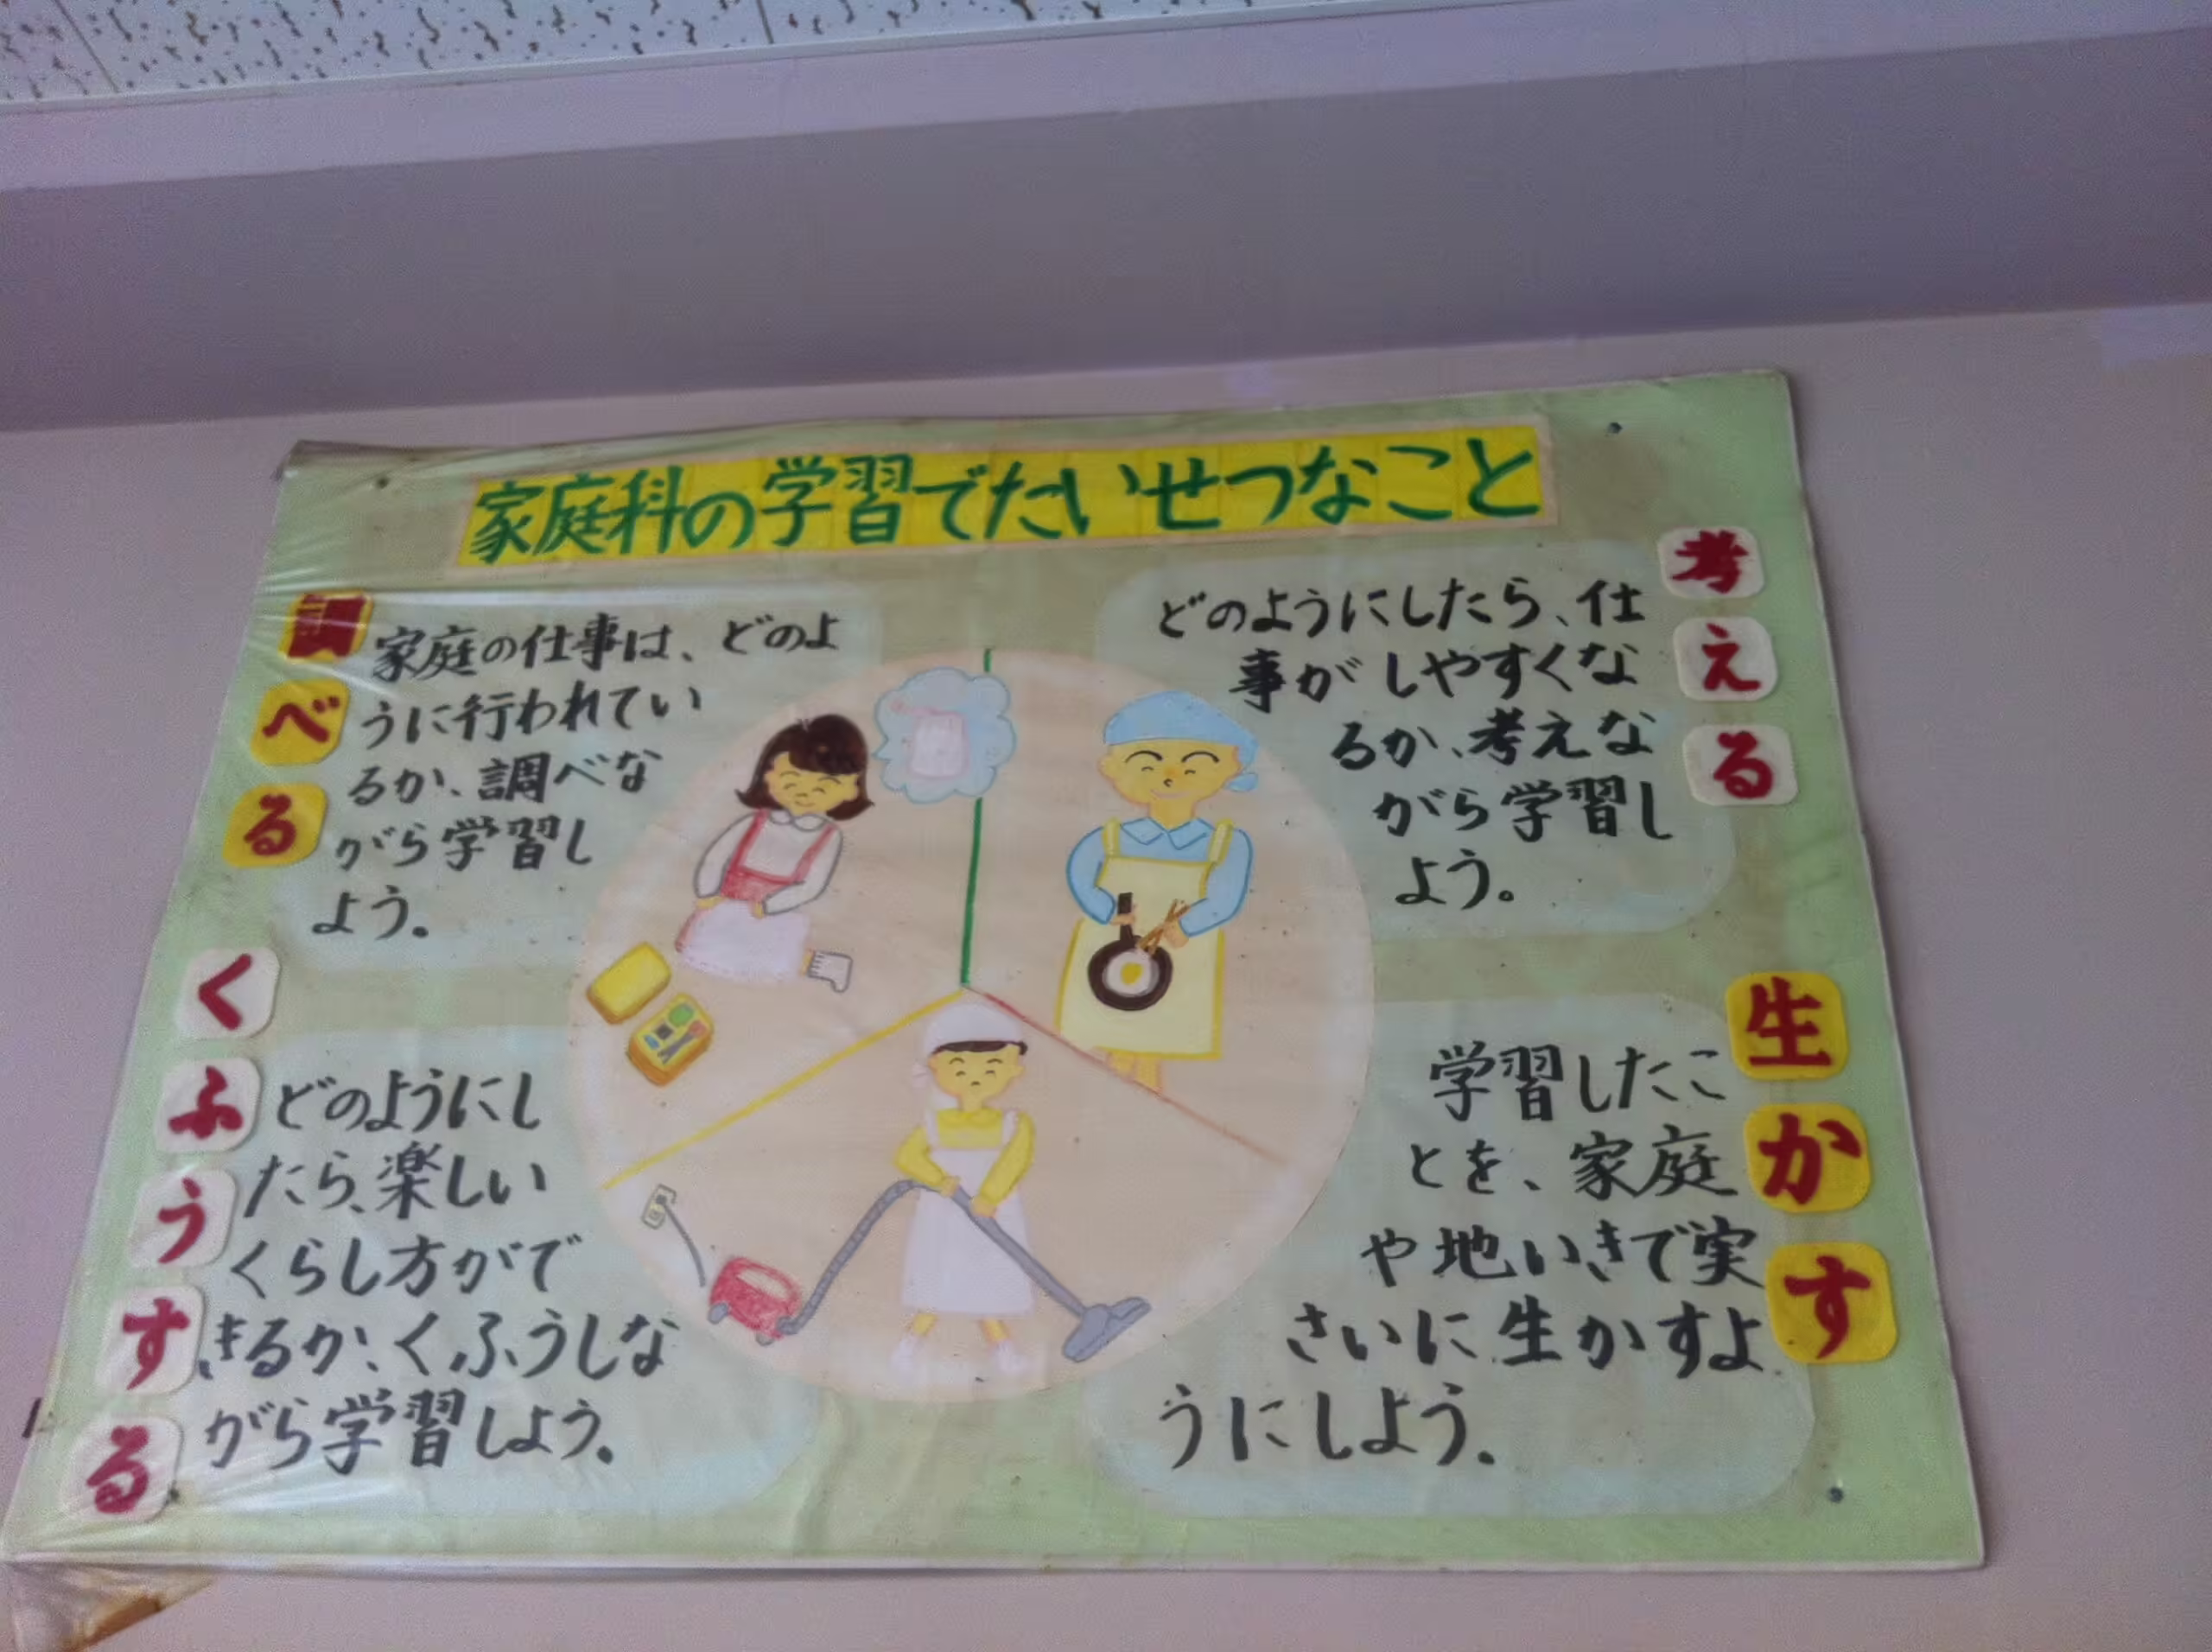 家庭科の学習でたいせつなこと
調べる
家庭の仕事は、どのよ
うに行われてい
るか、調べな
がら学習し
よう。
考える
どのようにしたら、仕
事がしやすくな
るか、考えな
がら学習し
よう。
くふうする
どのようにし
たら、楽しい
くらし方がで
きるか、くふうしな
がら学習しよう。
生かす
学習したこ
とを、家庭
や地いきで実
さいに生かすよ
うにしよう。